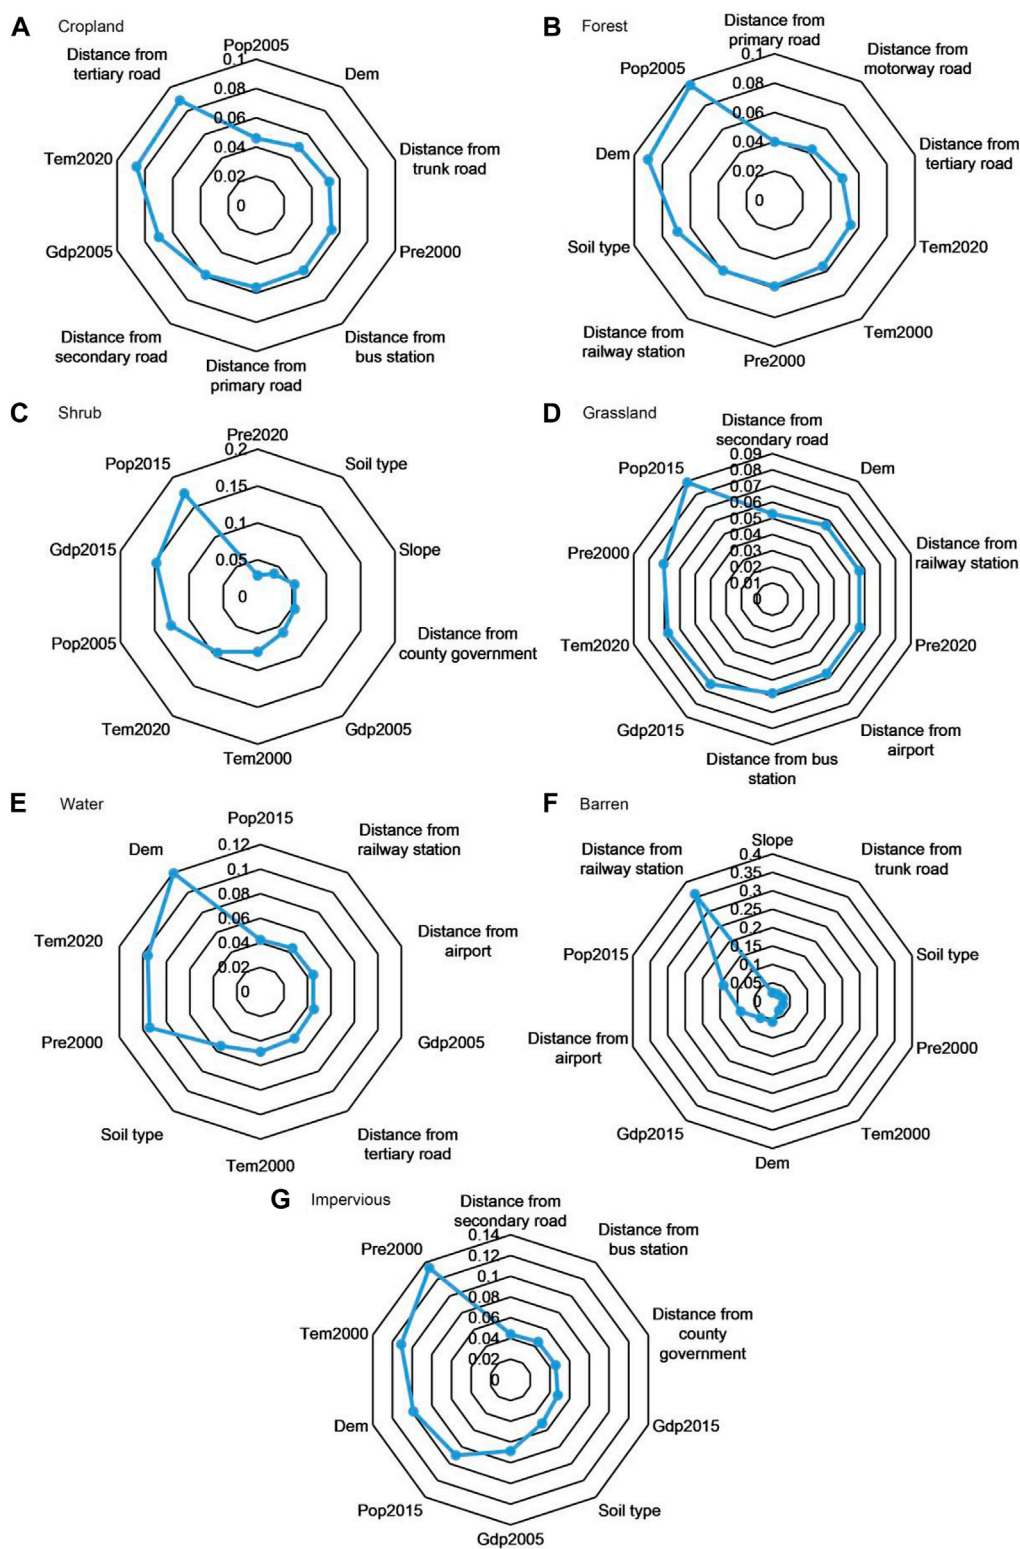 A Cropland
Pop2005
Distance from
tertiary road
Dem
Tem2020
Distance from
trunk road
Gdp2005
Pre2000
Distance from
secondary road
Distance from
bus station
Distance from
primary road
0.1
0.08
0.06
0.04
0.02
0
B Forest
Distance from
primary road
Pop2005
Distance from
motorway road
Dem
Distance from
tertiary road
Soil type
Tem2020
Distance from
railway station
Tem2000
Pre2000
0.1
0.08
0.06
0.04
0.02
0
C Shrub
Pre2020
Pop2015
Soil type
Gdp2015
Slope
Pop2005
Distance from
county government
Tem2020
Gdp2005
Tem2000
0.2
0.15
0.1
0.05
0
D Grassland
Distance from
secondary road
Pop2015
Dem
Pre2000
Distance from
railway station
Tem2020
Pre2020
Gdp2015
Distance from
airport
Distance from bus
station
0.09
0.08
0.07
0.06
0.05
0.04
0.03
0.02
0.01
0
E Water
Pop2015
Dem
Distance from
railway station
Tem2020
Distance from
airport
Pre2000
Gdp2005
Soil type
Distance from
tertiary road
Tem2000
0.12
0.1
0.08
0.06
0.04
0.02
0
F Barren
Slope
Distance from
railway station
Distance from
trunk road
Pop2015
Soil type
Distance from
airport
Pre2000
Gdp2015
Tem2000
Dem
0.4
0.35
0.3
0.25
0.2
0.15
0.1
0.05
0
G Impervious
Distance from
secondary road
Pre2000
Distance from
bus station
Tem2000
Distance from
county
government
Dem
Gdp2015
Pop2015
Soil type
Gdp2005
0.14
0.12
0.1
0.08
0.06
0.04
0.02
0